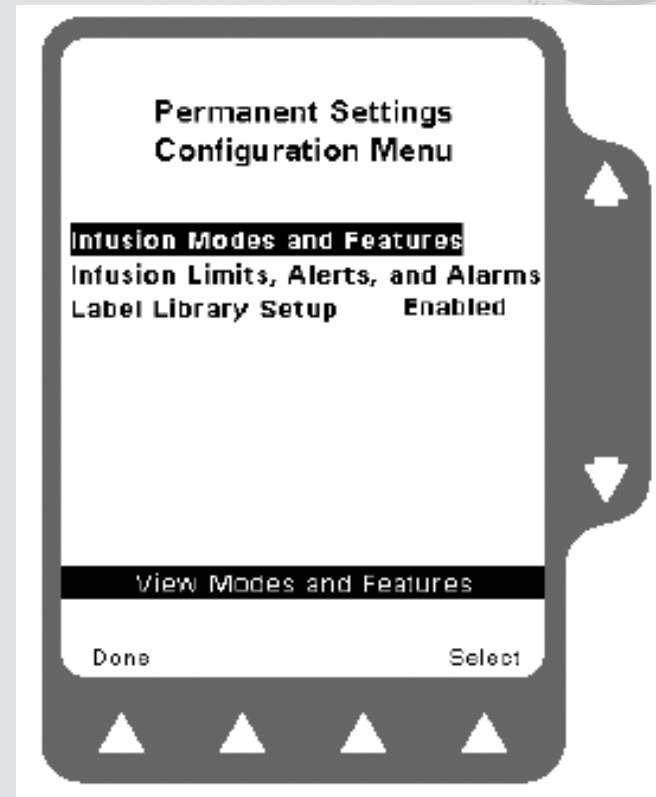 Permanent Settings
Configuration Menu
Infusion Modes and Features
Infusion Limits, Alerts, and Alarms
Label Library Setup Enabled
View Modes and Features
Done Select